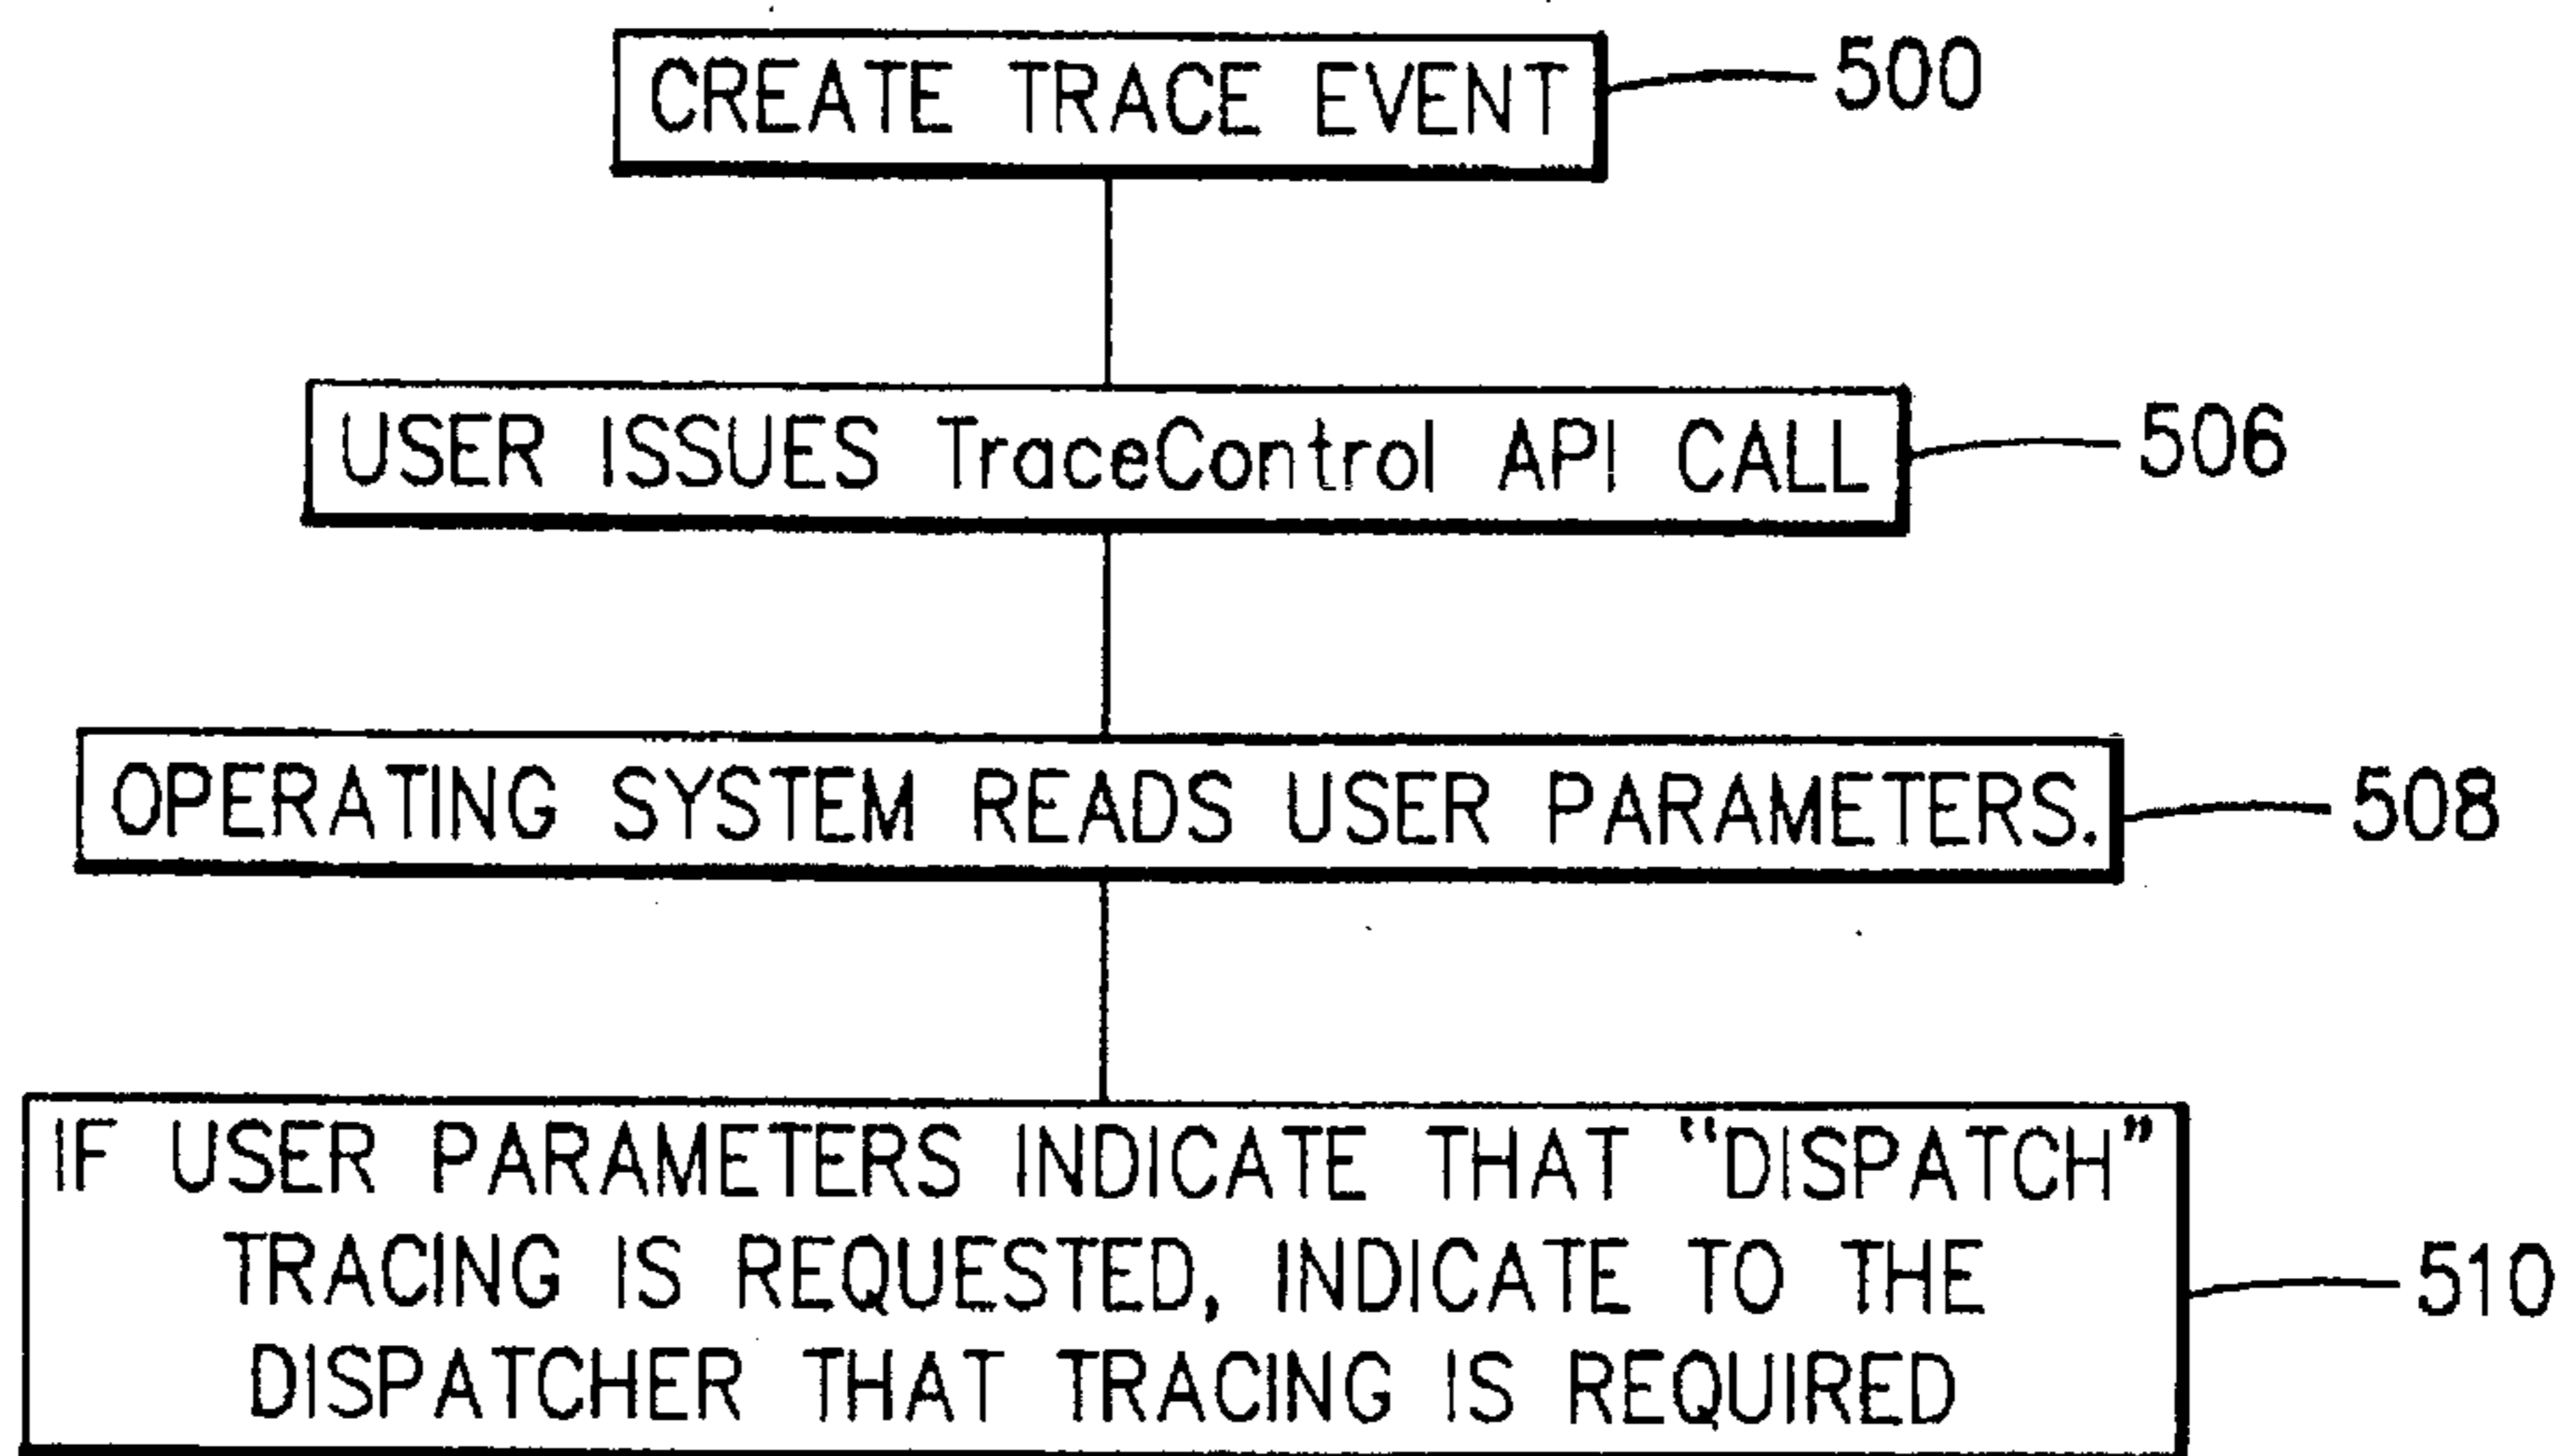 CREATE TRACE EVENT
500
USER ISSUES TraceControl API CALL
506
OPERATING SYSTEM READS USER PARAMETERS.
508
IF USER PARAMETERS INDICATE THAT "DISPATCH"
TRACING IS REQUESTED, INDICATE TO THE
DISPATCHER THAT TRACING IS REQUIRED
510